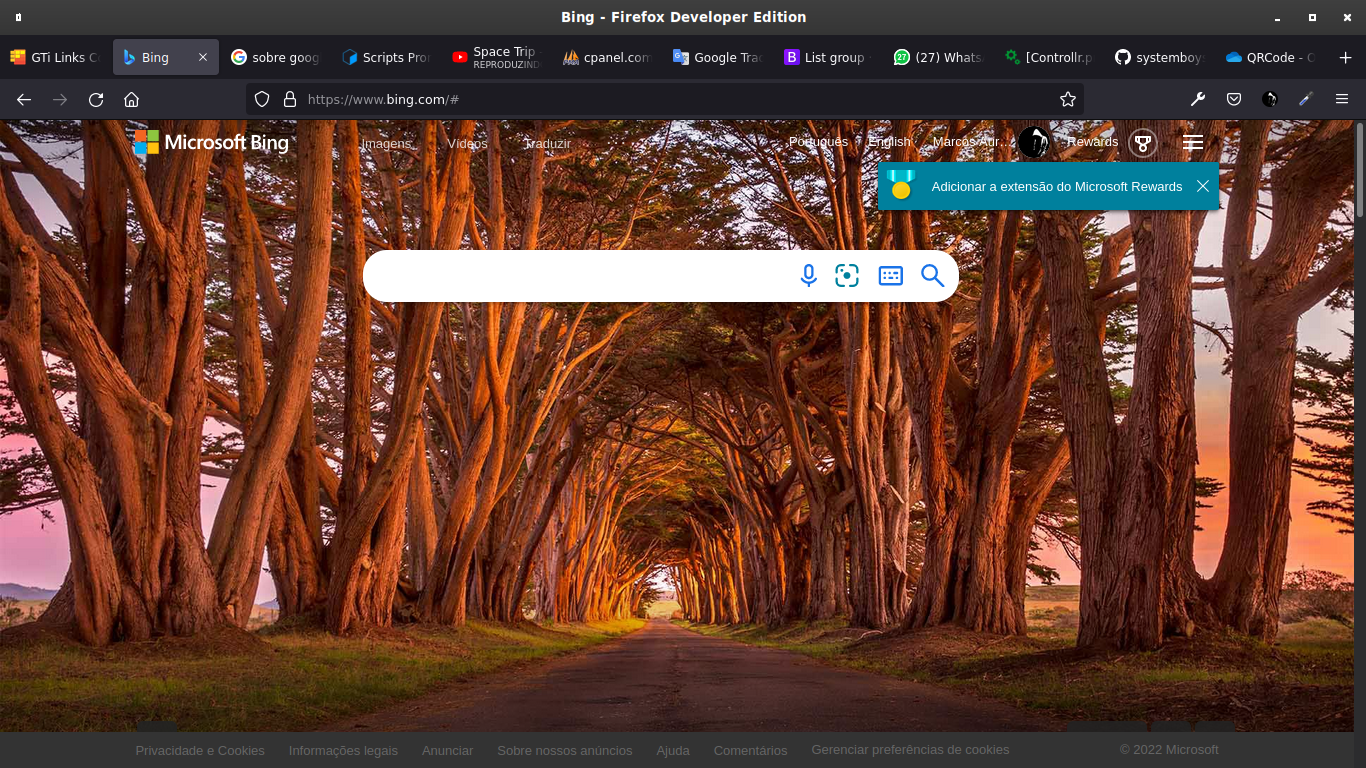 Bing - Firefox Developer Edition
GTi Links C
Bing
sobre goog
Scripts Pro
Space Trip
REPRODUZIND
cpanel.com
Google Trac
List group
(27) Whats
[Controllr.p
systemboys
QRCode - O
https://www.bing.com/#
Microsoft Bing
Imagens
Vídeos
Traduzir
Português
English
Marcos Aur...
Rewards
Adicionar a extensão do Microsoft Rewards
Privacidade e Cookies
Informações legais
Anunciar
Sobre nossos anúncios
Ajuda
Comentários
Gerenciar preferências de cookies
© 2022 Microsoft